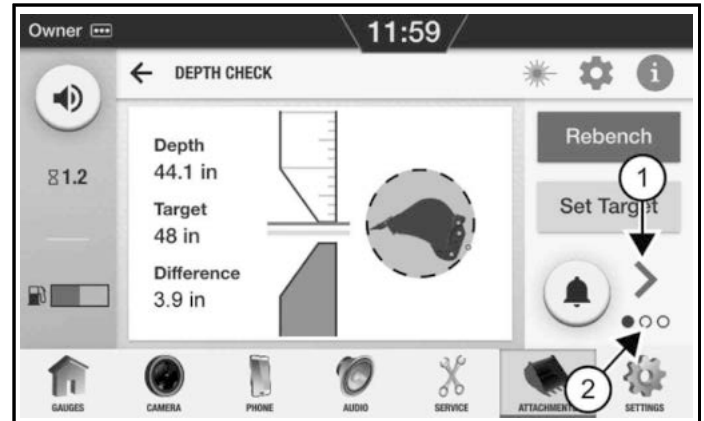 Owner
11:59
DEPTH CHECK
i
1.2
Depth
44.1 in
Target
48 in
Difference
3.9 in
Rebench
1
Set Target
2
GAUGES
CAMERA
PHONE
AUDIO
SERVICE
ATTACHMENTS
SETTINGS